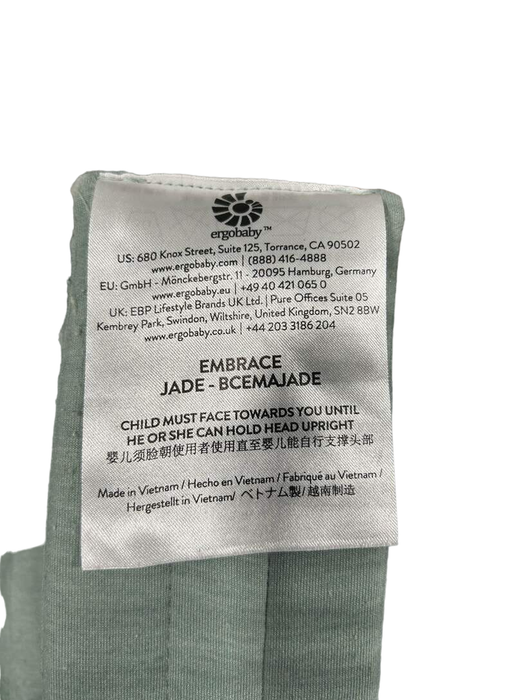 ergobaby™
US: 680 Knox Street, Suite 125, Torrance, CA 90502
www.ergobaby.com | (888) 416-4888
EU: GmbH - Mönckebergstr. 11 - 20095 Hamburg, Germany
www.ergobaby.eu | +49 40 421 065 0
UK: EBP Lifestyle Brands UK Ltd. | Pure Offices Suite 05
Kembrey Park, Swindon, Wiltshire, United Kingdom, SN2 8BW
www.ergobaby.co.uk | +44 203 3186 204
EMBRACE
JADE - BCEMAJADE
CHILD MUST FACE TOWARDS YOU UNTIL
HE OR SHE CAN HOLD HEAD UPRIGHT
婴儿须脸朝使用者使用直至婴儿能自行支撑头部
Made in Vietnam / Hecho en Vietnam / Fabriqué au Vietnam /
Hergestellt in Vietnam/ ベトナム製/ 越南制造